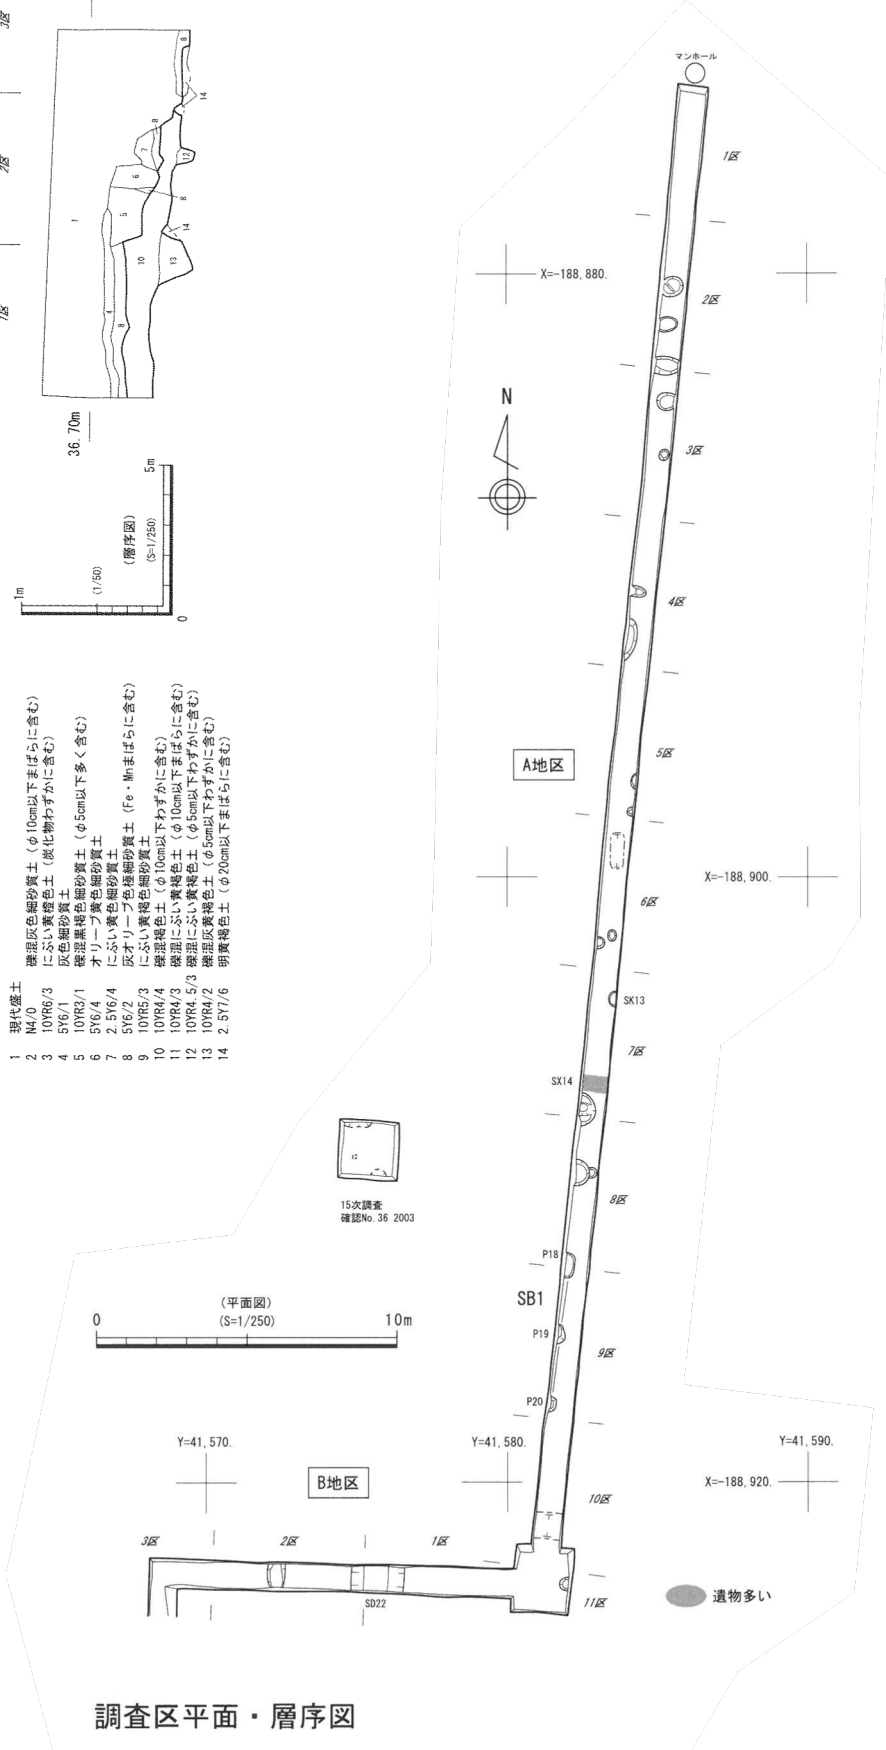 3区
2区
1区
1
4
5
6
7
8
8
8
8
10
12
13
14
14
36.70m
1m
(1/50)
0
5m
(層序図)
(S=1/250)
1 現代盛土
2 N4/0 礫混灰色細砂質土(φ10cm以下まばらに含む)
3 10YR6/3 にぶい黄橙色土(炭化物わずかに含む)
4 5Y6/1 灰色細砂質土
5 10YR3/1 礫混黒褐色細砂質土(φ5cm以下多く含む)
6 5Y6/4 オリーブ黄色細砂質土
7 2.5Y6/4 にぶい黄色細砂質土
8 5Y6/2 灰オリーブ色極細砂質土(Fe・Mnまばらに含む)
9 10YR5/3 にぶい黄褐色細砂質土
10 10YR4/4 礫混褐色土(φ10cm以下わずかに含む)
11 10YR4/3 礫混にぶい黄褐色土(φ10cm以下まばらに含む)
12 10YR4.5/3 礫混にぶい黄褐色土(φ5cm以下わずかに含む)
13 10YR4/2 礫混灰黄褐色土(φ5cm以下わずかに含む)
14 2.5Y7/6 明黄褐色土(φ20cm以下まばらに含む)
マンホール
1区
X=-188,880.
2区
N
3区
4区
A地区
5区
X=-188,900.
6区
SK13
7区
SX14
15次調査
確認No.36 2003
8区
P18
SB1
P19
9区
P20
(平面図)
(S=1/250)
0 10m
Y=41,570.
Y=41,580.
Y=41,590.
B地区
X=-188,920.
10区
3区
2区
1区
SD22
11区
遺物多い
調査区平面・層序図